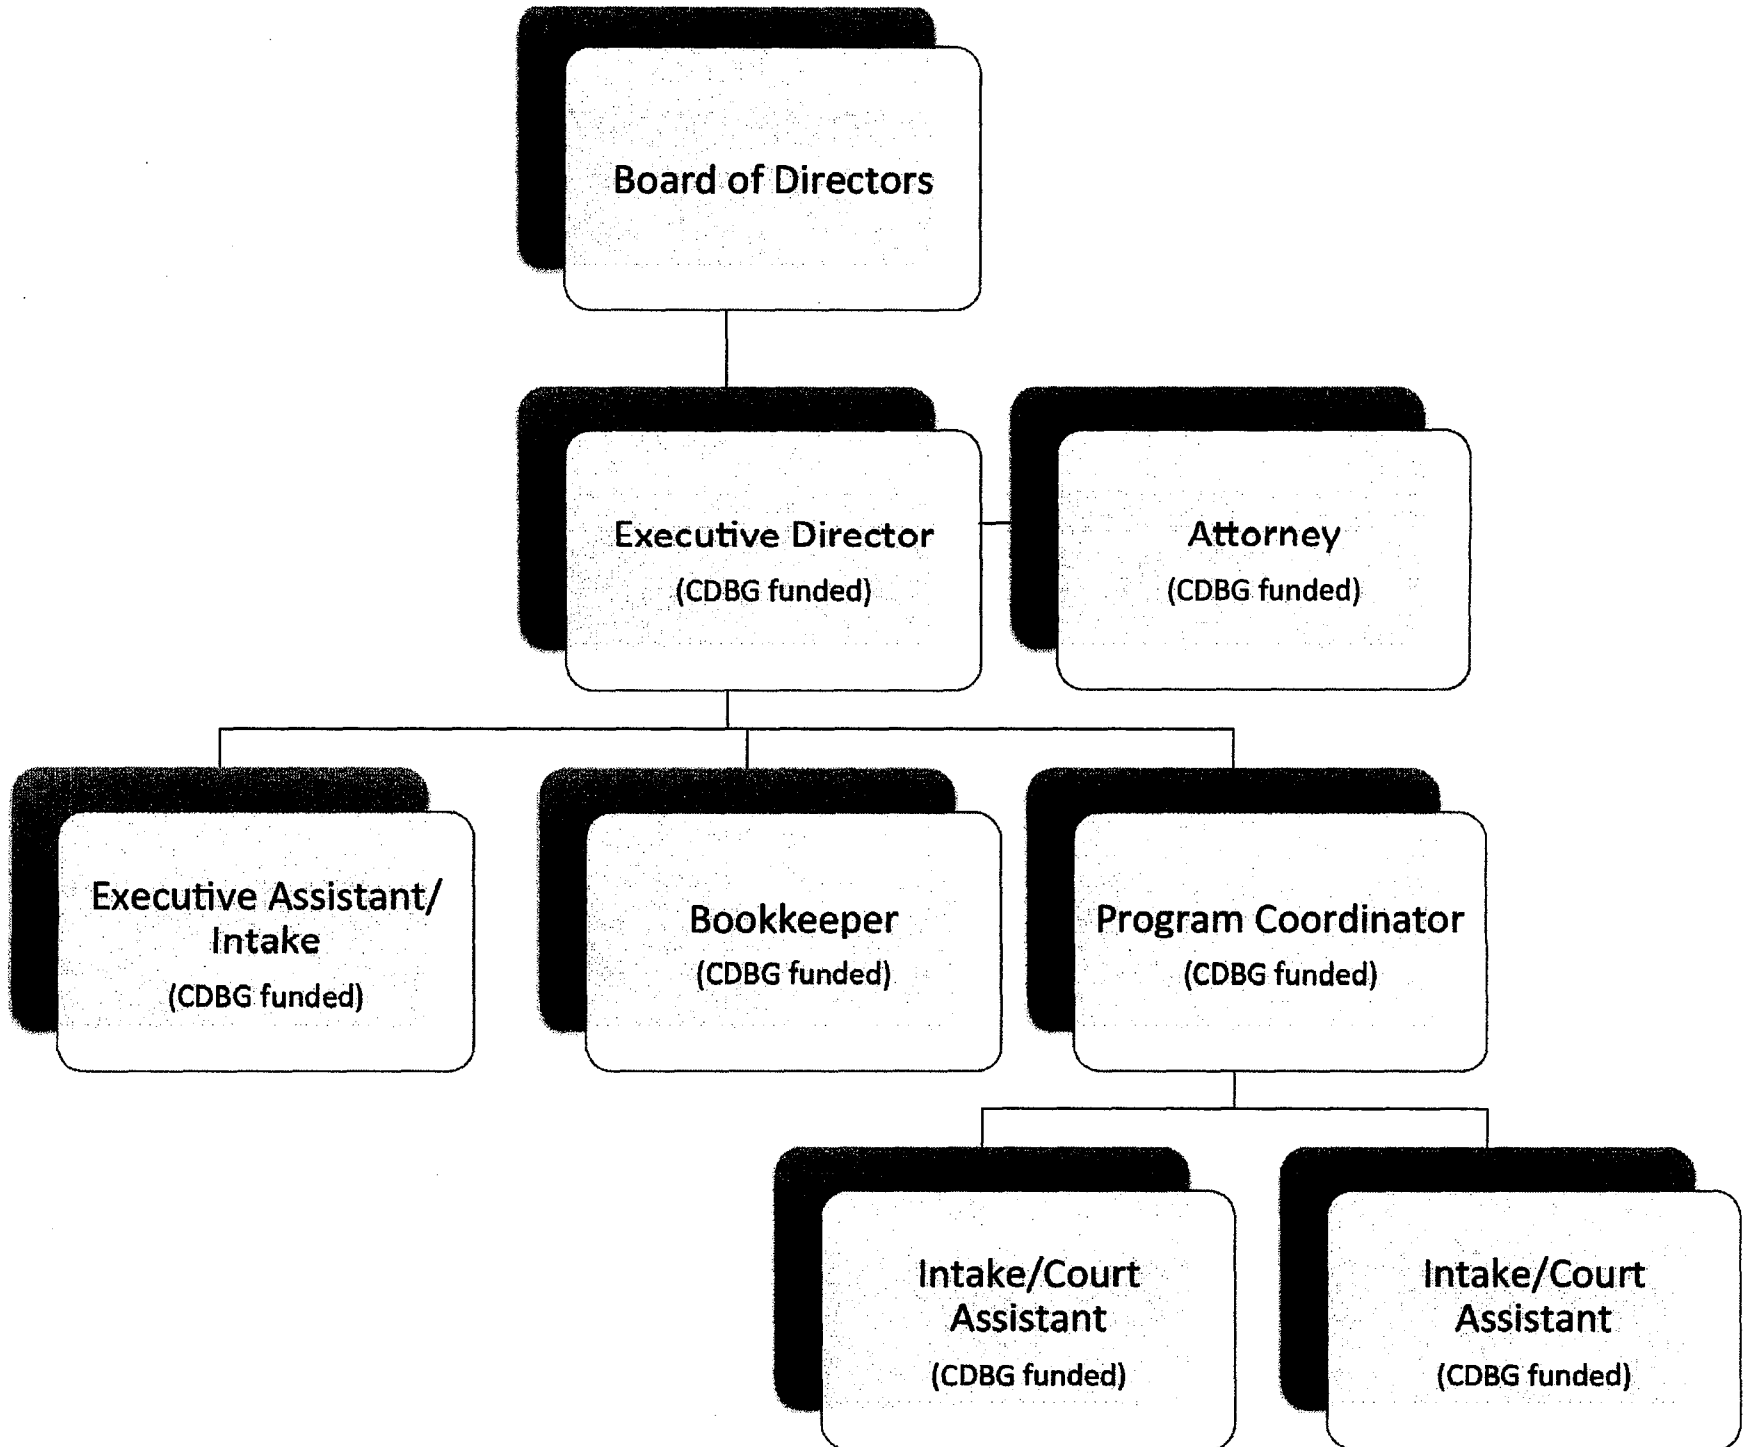 Board of Directors
Executive Director
(CDBG funded)
Attorney
(CDBG funded)
Executive Assistant/
Intake
(CDBG funded)
Bookkeeper
(CDBG funded)
Program Coordinator
(CDBG funded)
Intake/Court
Assistant
(CDBG funded)
Intake/Court
Assistant
(CDBG funded)